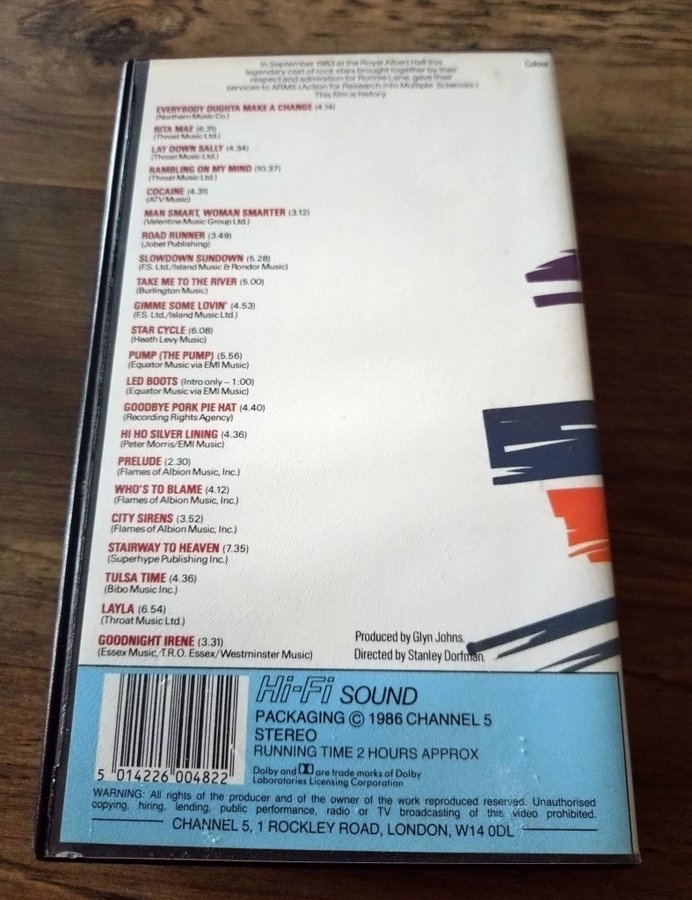 In September 1983 at the Royal Albert Hall this
legendary cast of rock stars brought together by their
respect and admiration for Ronnie Lane, gave their
services to ARMS (Action for Research into Multiple Sclerosis.)
This film is history.
Colour
EVERYBODY OUGHTA MAKE A CHANGE (4.14)
(Northern Music Co.)
RITA MAE (6.31)
(Throat Music Ltd.)
LAY DOWN SALLY (4.34)
(Throat Music Ltd.)
RAMBLING ON MY MIND (10.37)
(Throat Music Ltd.)
COCAINE (4.31)
(ATV Music)
MAN SMART, WOMAN SMARTER (3.12)
(Valentine Music Group Ltd.)
ROAD RUNNER (3.49)
(Jobet Publishing)
SLOWDOWN SUNDOWN (5.28)
(F.S. Ltd./Island Music & Rondor Music)
TAKE ME TO THE RIVER (5.00)
(Burlington Music)
GIMME SOME LOVIN' (4.53)
(F.S. Ltd./Island Music Ltd.)
STAR CYCLE (6.08)
(Heath Levy Music)
PUMP (THE PUMP) (5.56)
(Equator Music via EMI Music)
LED BOOTS (Intro only – 1:00)
(Equator Music via EMI Music)
GOODBYE PORK PIE HAT (4.40)
(Recording Rights Agency)
HI HO SILVER LINING (4.36)
(Peter Morris/EMI Music)
PRELUDE (2.30)
(Flames of Albion Music, Inc.)
WHO'S TO BLAME (4.12)
(Flames of Albion Music, Inc.)
CITY SIRENS (3.52)
(Flames of Albion Music, Inc.)
STAIRWAY TO HEAVEN (7.35)
(Superhype Publishing Inc.)
TULSA TIME (4.36)
(Bibo Music Inc.)
LAYLA (6.54)
(Throat Music Ltd.)
GOODNIGHT IRENE (3.31)
(Essex Music, T.R.O. Essex/Westminster Music)
Produced by Glyn Johns.
Directed by Stanley Dorfman.
Hi-Fi SOUND
PACKAGING © 1986 CHANNEL 5
STEREO
RUNNING TIME 2 HOURS APPROX
Dolby and DD are trade marks of Dolby
Laboratories Licensing Corporation
5 014226 004822
WARNING: All rights of the producer and of the owner of the work reproduced reserved. Unauthorised
copying, hiring, lending, public performance, radio or TV broadcasting of this video prohibited.
CHANNEL 5, 1 ROCKLEY ROAD, LONDON, W14 0DL